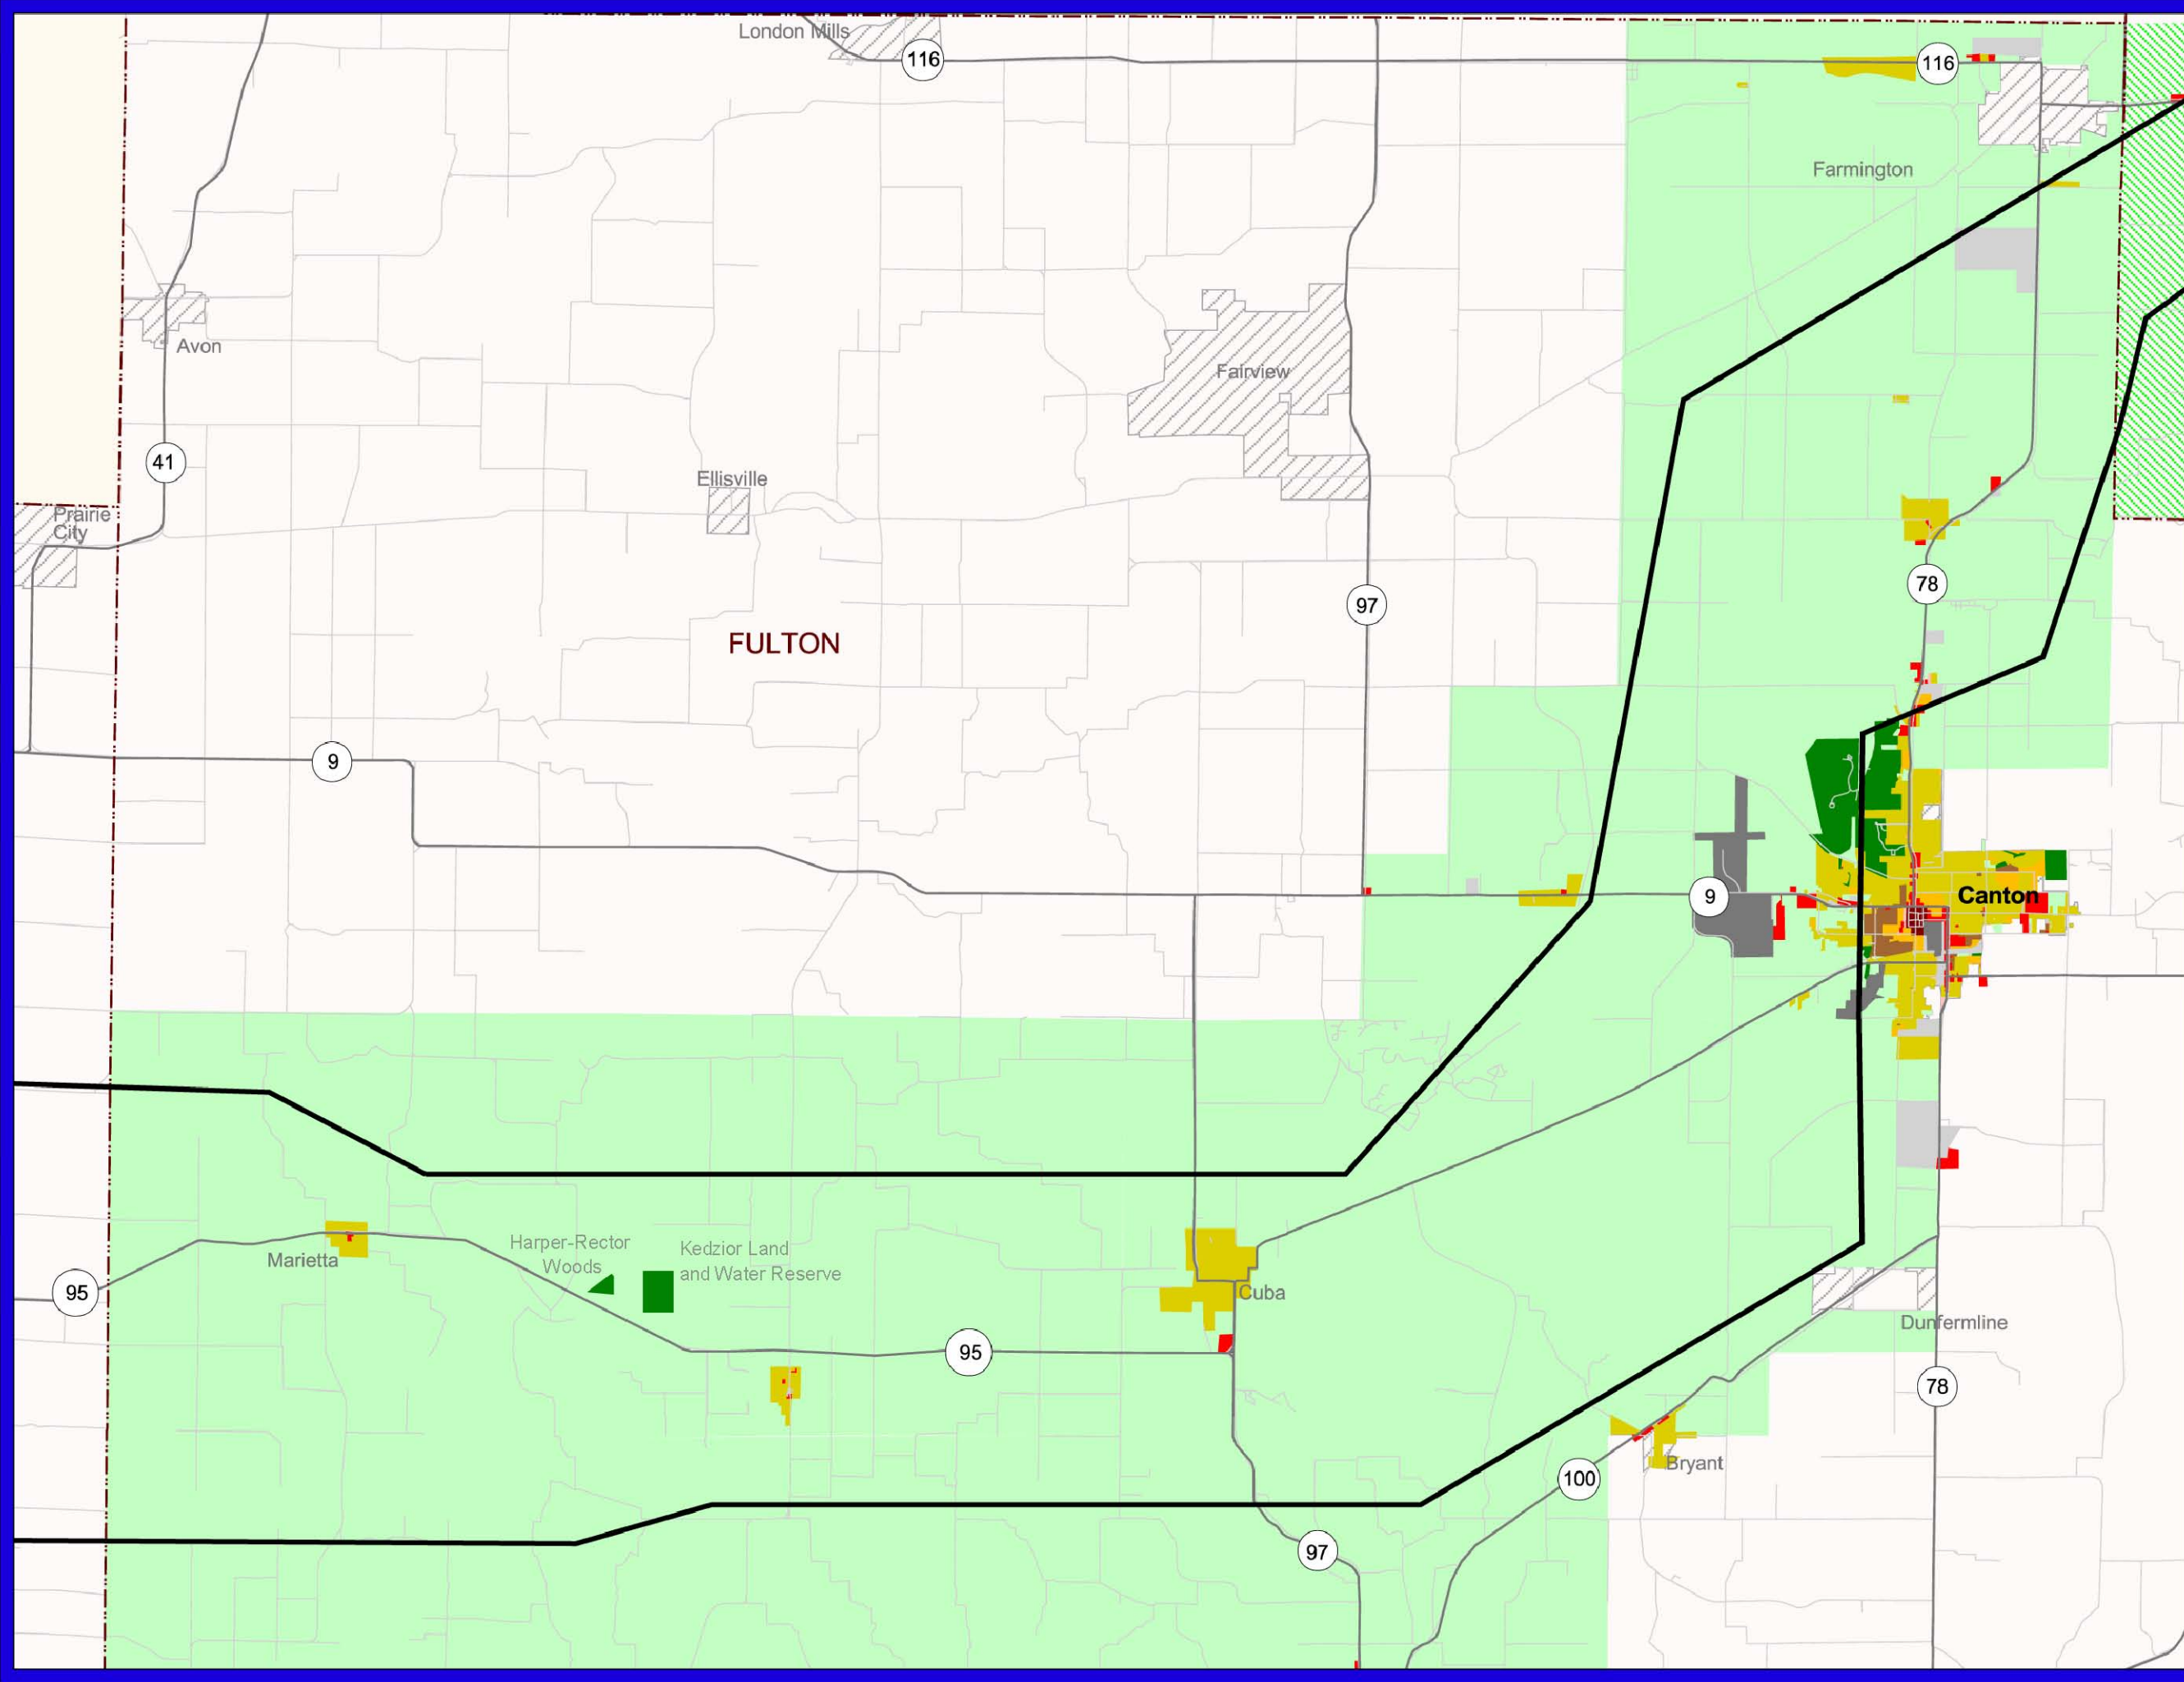 London Mills
116
116
Farmington
Avon
Fairview
41
Ellisville
Prairie
City
78
97
FULTON
9
9
Canton
Harper-Rector
Woods
Kedzior Land
and Water Reserve
Marietta
95
Cuba
Dunfermline
95
78
Bryant
100
97